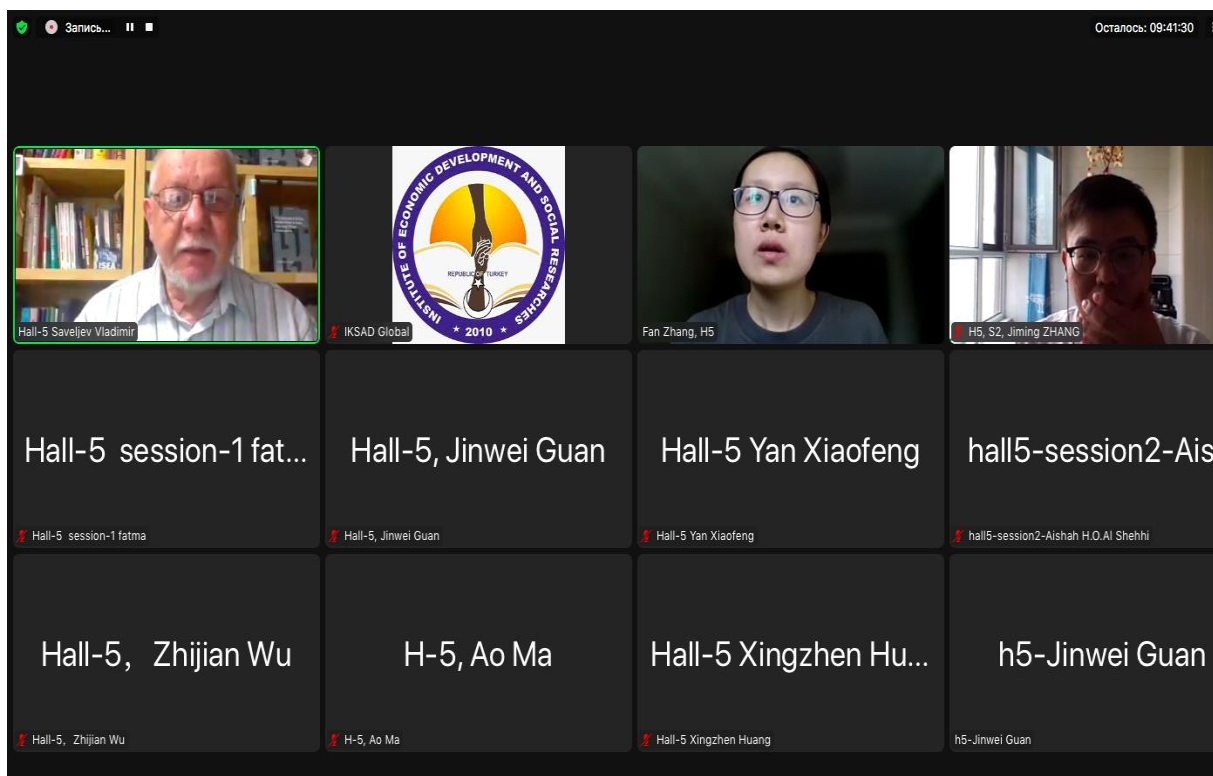 Запись...
Осталось: 09:41:30
ISEA
Hall-5 Saveljev Vladimir
INSTITUTE OF ECONOMIC DEVELOPMENT AND SOCIAL RESEARCHES
REPUBLIC OF TURKEY
* 2010 *
IKSAD Global
Fan Zhang, H5
H5, S2, Jiming ZHANG
Hall-5 session-1 fat...
Hall-5 session-1 fatma
Hall-5, Jinwei Guan
Hall-5, Jinwei Guan
Hall-5 Yan Xiaofeng
Hall-5 Yan Xiaofeng
hall5-session2-Ais
hall5-session2-Aishah H.O.Al Shehhi
Hall-5， Zhijian Wu
Hall-5，Zhijian Wu
H-5, Ao Ma
H-5, Ao Ma
Hall-5 Xingzhen Hu...
Hall-5 Xingzhen Huang
h5-Jinwei Guan
h5-Jinwei Guan